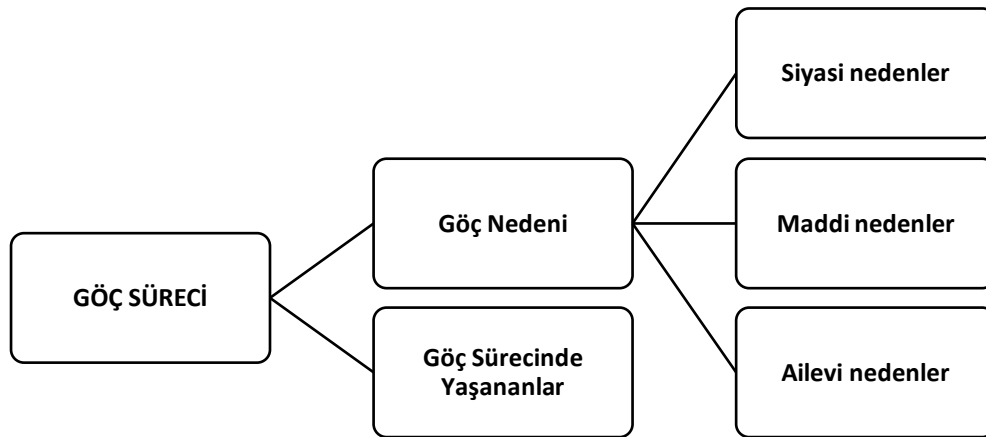 GÖÇ SÜRECİ
Göç Nedeni
Göç Sürecinde
Yaşananlar
Siyasi nedenler
Maddi nedenler
Ailevi nedenler